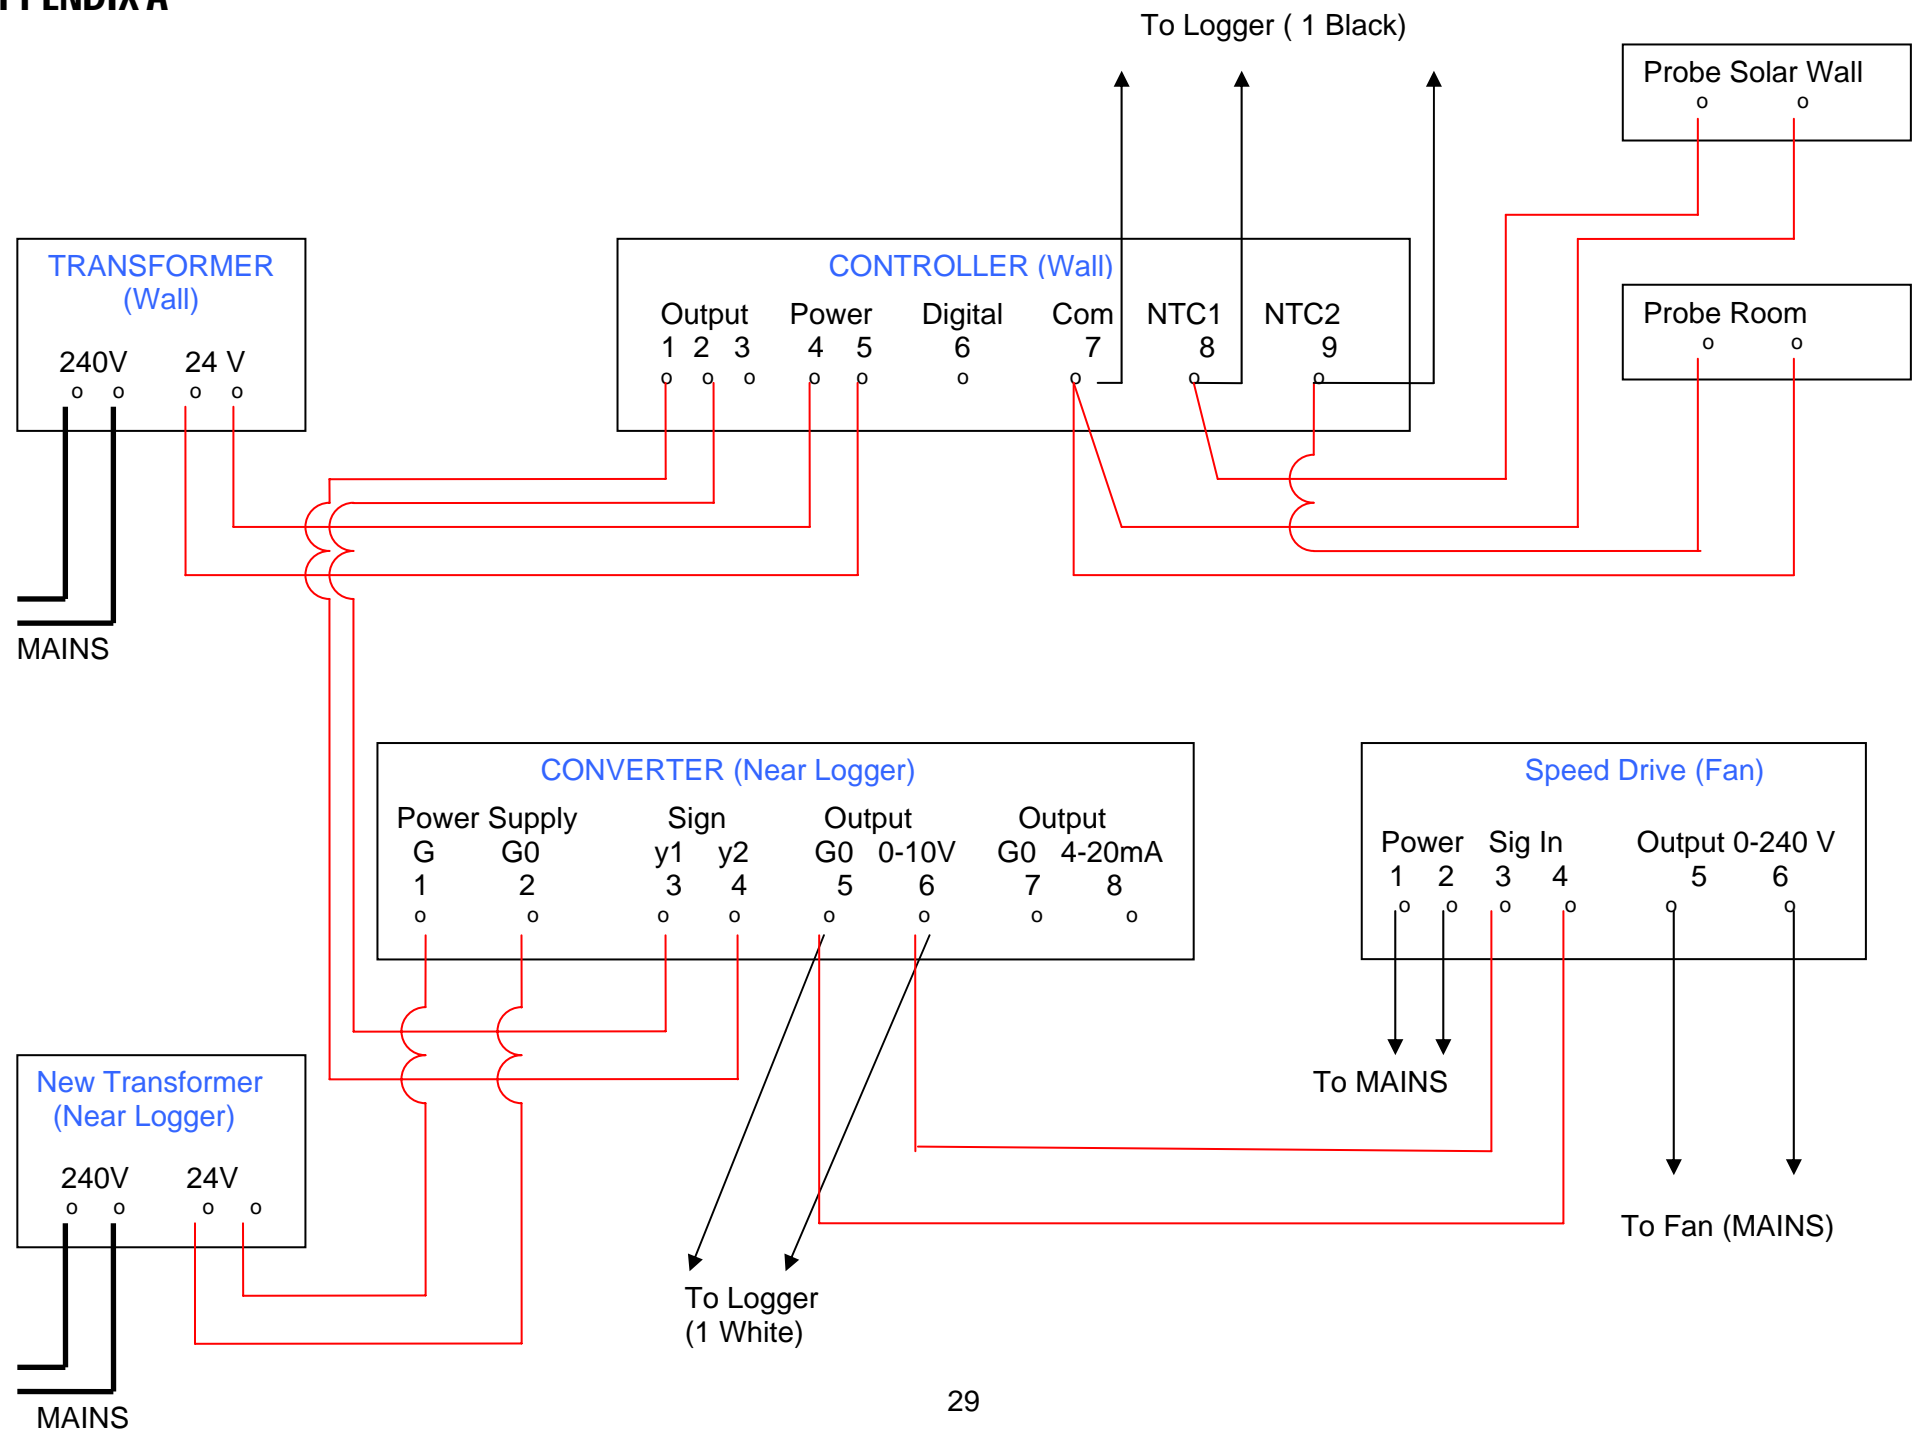 To Logger ( 1 Black)
Probe Solar Wall
o o
TRANSFORMER
(Wall)
240V 24 V
o o o o
MAINS
CONTROLLER (Wall)
Output Power Digital Com NTC1 NTC2
1 2 3 4 5 6 7 8 9
o o o o o o o o o
Probe Room
o o
CONVERTER (Near Logger)
Power Supply Sign Output Output
G G0 y1 y2 G0 0-10V G0 4-20mA
1 2 3 4 5 6 7 8
o o o o o o o o
Speed Drive (Fan)
Power Sig In Output 0-240 V
1 2 3 4 5 6
o o o o o o
To MAINS
To Fan (MAINS)
New Transformer
(Near Logger)
240V 24V
o o o o
MAINS
To Logger
(1 White)
29